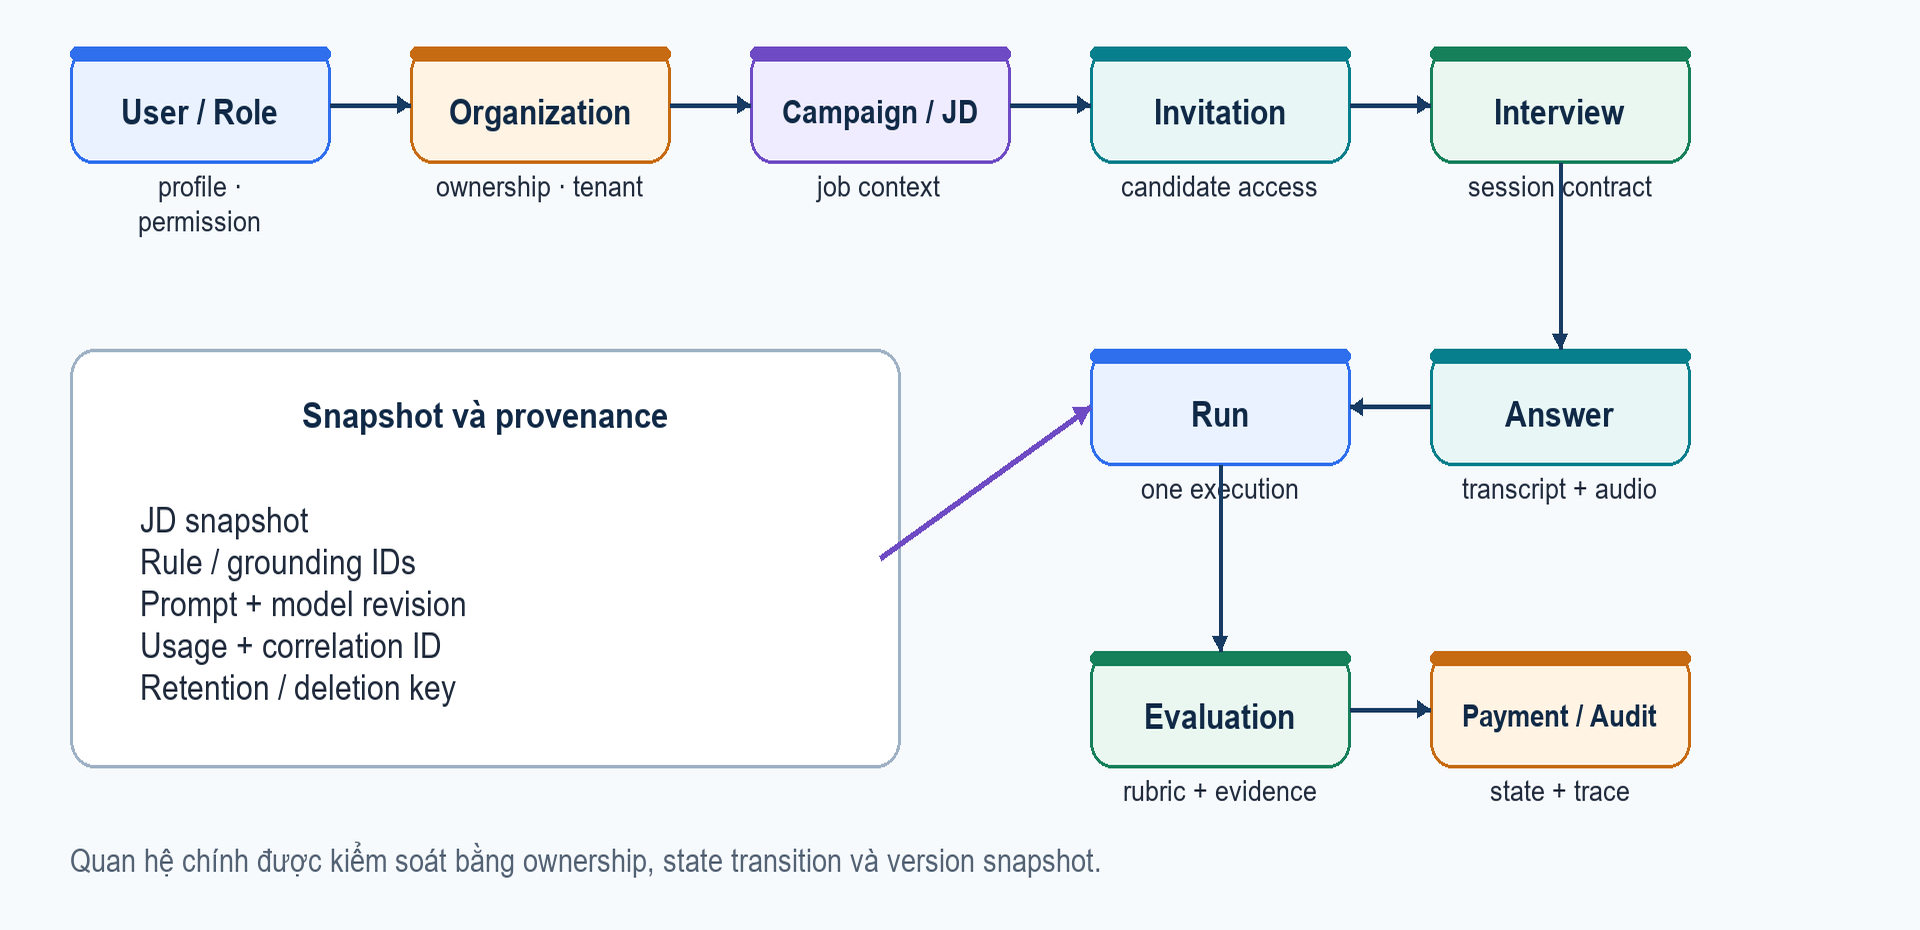 User / Role
Organization
Campaign / JD
Invitation
Interview
profile ·
permission
ownership · tenant
job context
candidate access
session contract
Snapshot và provenance
JD snapshot
Rule / grounding IDs
Prompt + model revision
Usage + correlation ID
Retention / deletion key
Run
Answer
one execution
transcript + audio
Evaluation
Payment / Audit
rubric + evidence
state + trace
Quan hệ chính được kiểm soát bằng ownership, state transition và version snapshot.